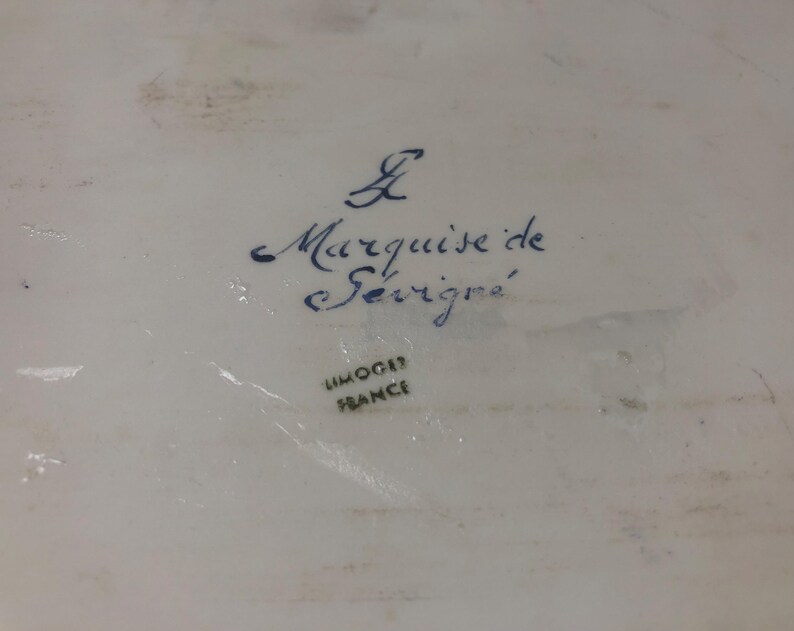 Marquise de
Sévigné
LIMOGES
FRANCE